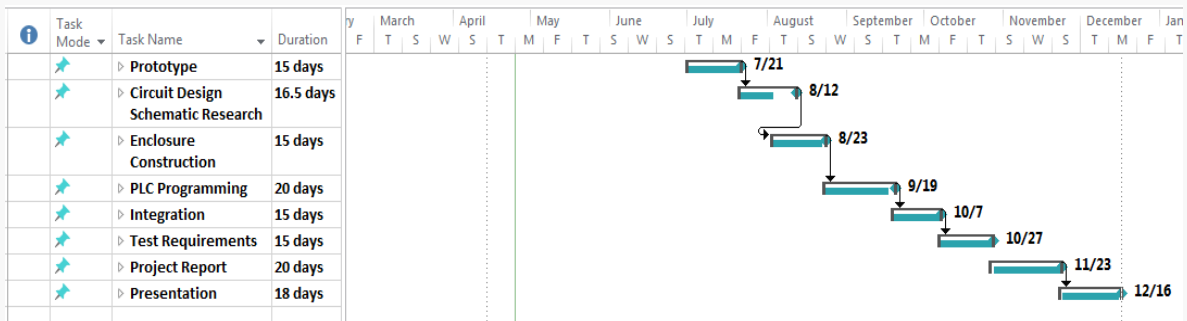 Task
Mode Task Name Duration
ry March April May June July August September October November December Jan
F T S W S T M F T S W S T M F T S W S T M F T S W S T M F T
Prototype 15 days 7/21
Circuit Design 16.5 days 8/12
Schematic Research
Enclosure 15 days 8/23
Construction
PLC Programming 20 days 9/19
Integration 15 days 10/7
Test Requirements 15 days 10/27
Project Report 20 days 11/23
Presentation 18 days 12/16